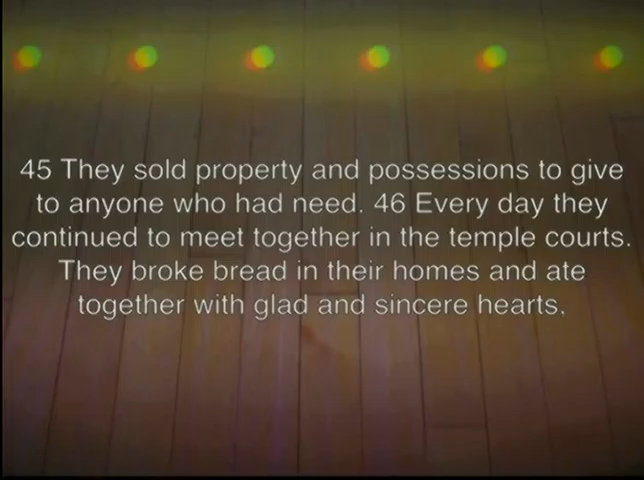 45 They sold property and possessions to give
to anyone who had need. 46 Every day they
continued to meet together in the temple courts.
They broke bread in their homes and ate
together with glad and sincere hearts,